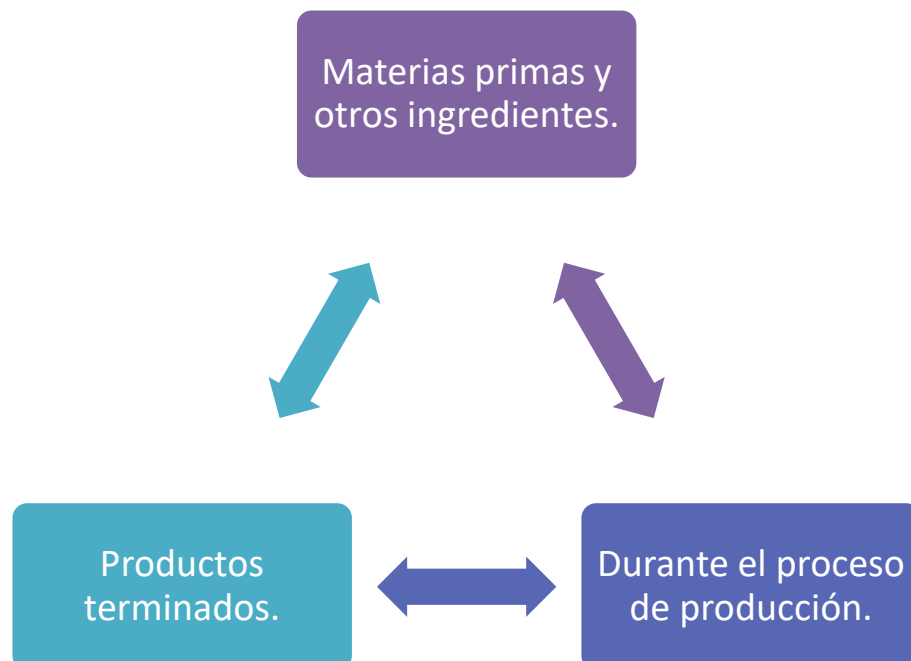 Materias primas y
otros ingredientes.
Productos
terminados.
Durante el proceso
de producción.